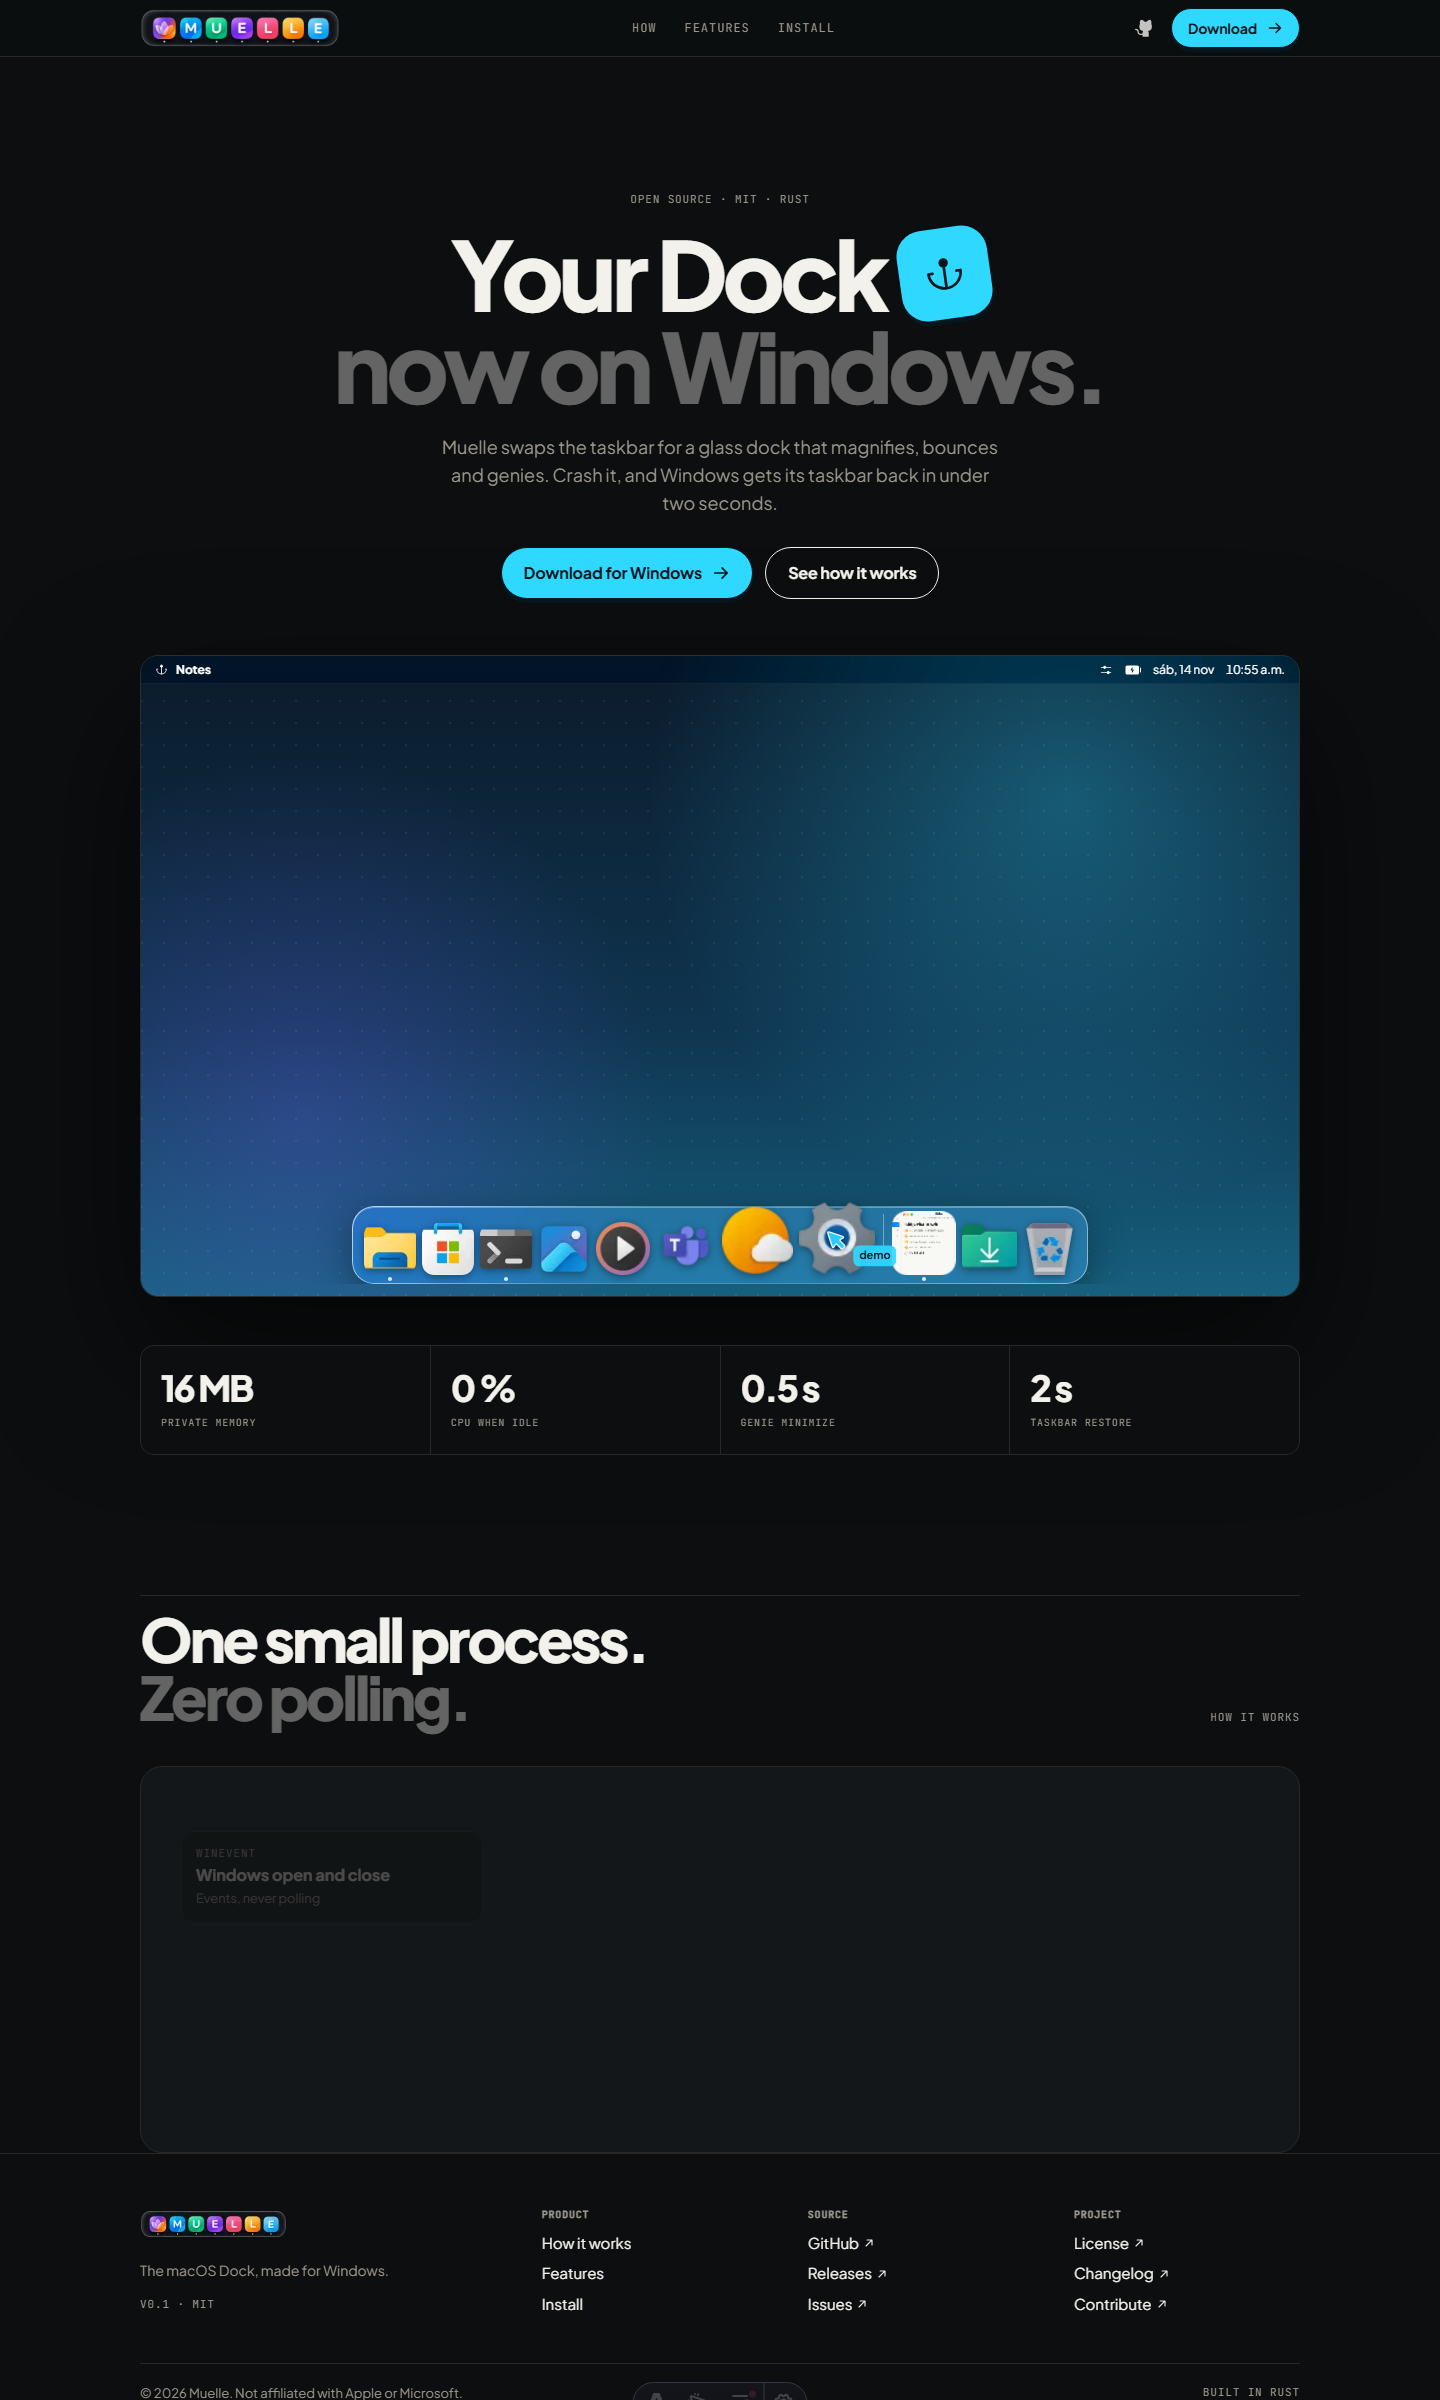 MUELLE
HOW FEATURES INSTALL
Download
OPEN SOURCE · MIT · RUST
Your Dock
now on Windows.
Muelle swaps the taskbar for a glass dock that magnifies, bounces
and genies. Crash it, and Windows gets its taskbar back in under
two seconds.
Download for Windows
See how it works
Notes
sáb, 14 nov 10:55 a.m.
demo
16 MB
PRIVATE MEMORY
0 %
CPU WHEN IDLE
0.5 s
GENIE MINIMIZE
2 s
TASKBAR RESTORE
One small process.
Zero polling.
HOW IT WORKS
WINEVENT
Windows open and close
Events, never polling
MUELLE
The macOS Dock, made for Windows.
V0.1 · MIT
PRODUCT
How it works
Features
Install
SOURCE
GitHub ↗
Releases ↗
Issues ↗
PROJECT
License ↗
Changelog ↗
Contribute ↗
© 2026 Muelle. Not affiliated with Apple or Microsoft.
BUILT IN RUST